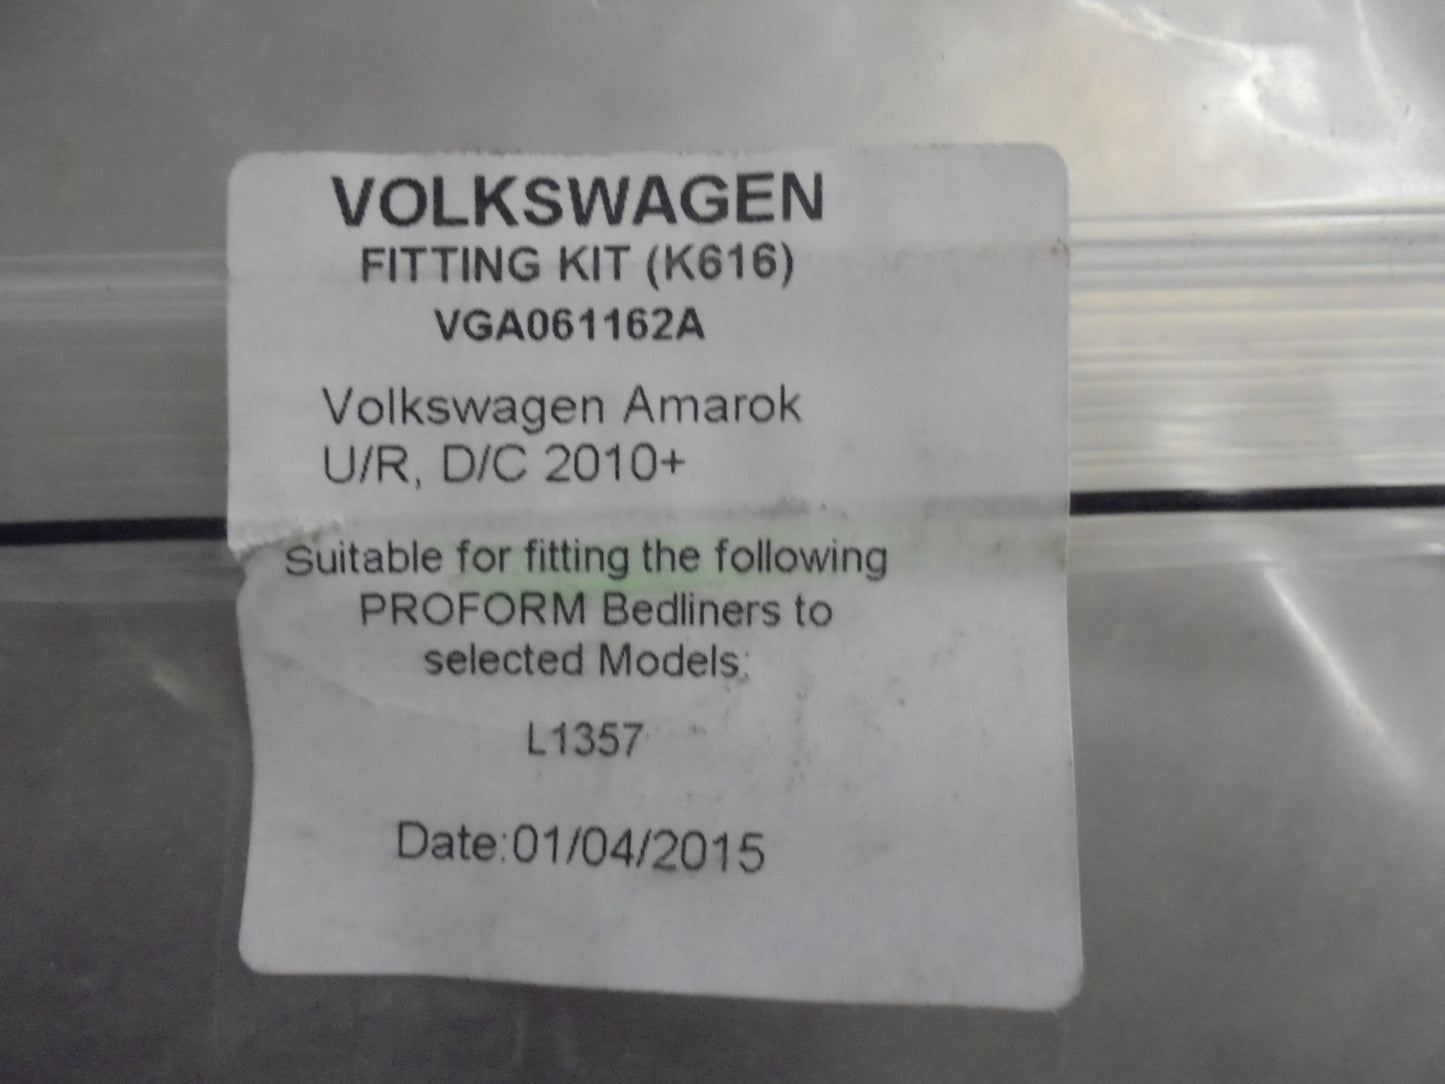 VOLKSWAGEN
FITTING KIT (K616)
VGA061162A
Volkswagen Amarok
U/R, D/C 2010+
Suitable for fitting the following
PROFORM Bedliners to
selected Models:
L1357
Date:01/04/2015